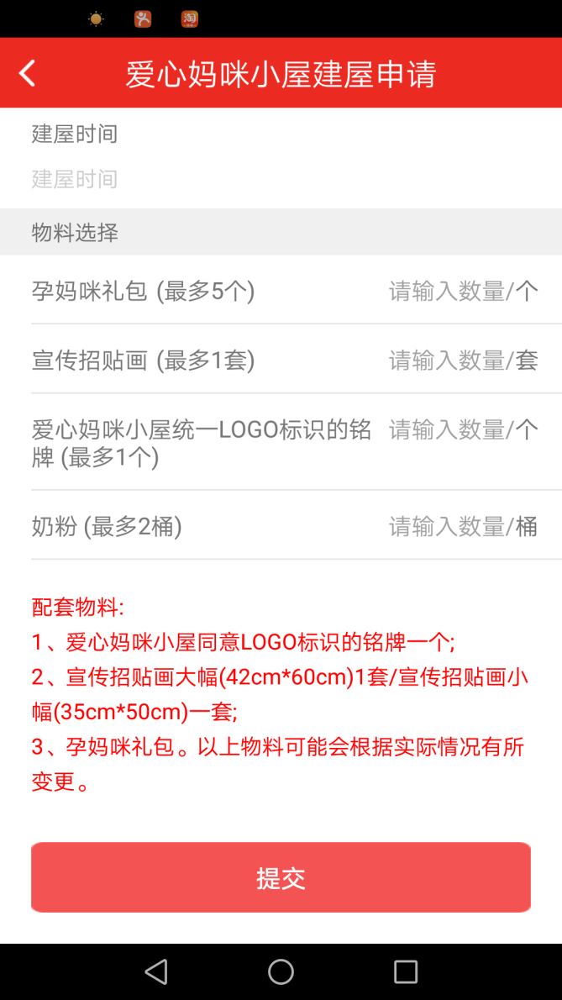 爱心妈咪小屋建屋申请
建屋时间
建屋时间
物料选择
孕妈咪礼包 (最多5个) 请输入数量/个
宣传招贴画 (最多1套) 请输入数量/套
爱心妈咪小屋统一LOGO标识的铭 请输入数量/个
牌 (最多1个)
奶粉 (最多2桶) 请输入数量/桶
配套物料:
1、爱心妈咪小屋同意LOGO标识的铭牌一个;
2、宣传招贴画大幅(42cm*60cm)1套/宣传招贴画小
幅(35cm*50cm)一套;
3、孕妈咪礼包。以上物料可能会根据实际情况有所
变更。
提交